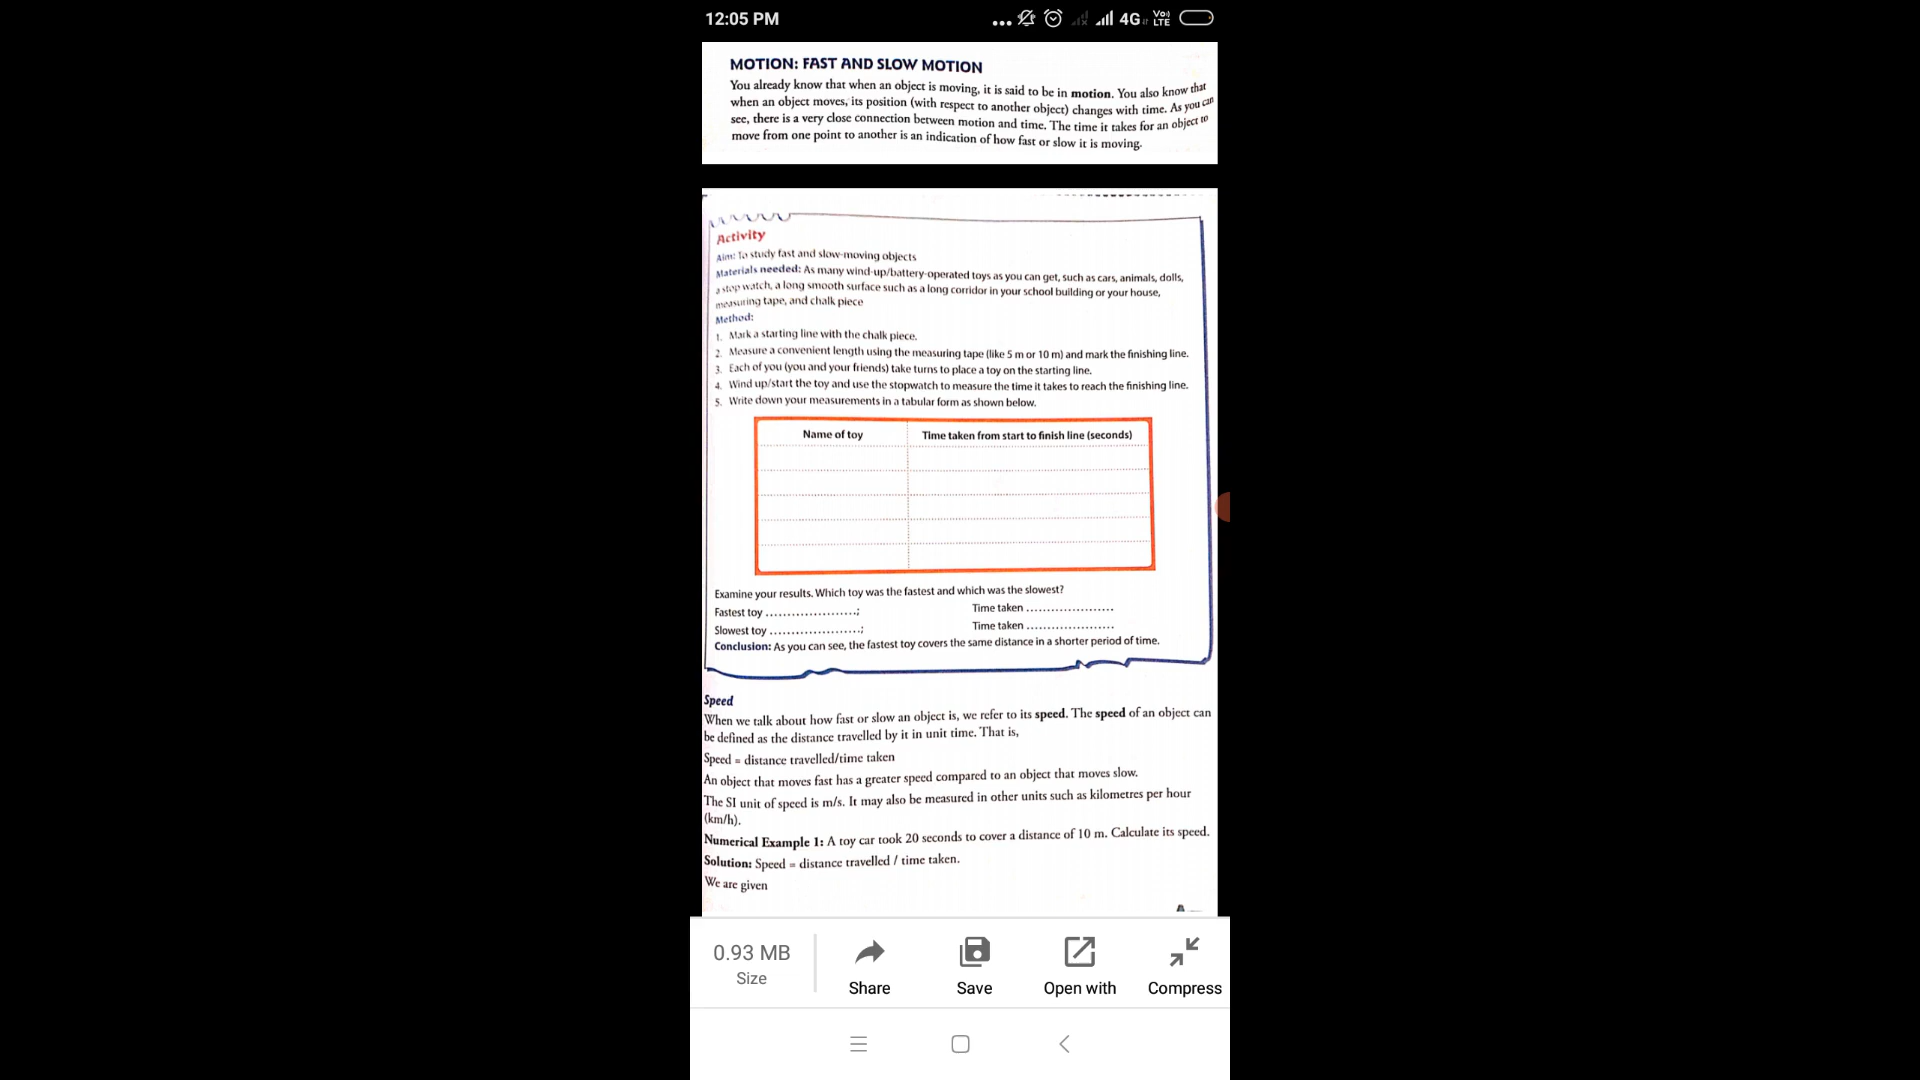 12:05 PM
4G
Vo) LTE
MOTION: FAST AND SLOW MOTION
You already know that when an object is moving, it is said to be in motion. You also know that
when an object moves, its position (with respect to another object) changes with time. As you can
see, there is a very close connection between motion and time. The time it takes for an object to
move from one point to another is an indication of how fast or slow it is moving.
Activity
Aim: To study fast and slow-moving objects
Materials needed: As many wind-up/battery-operated toys as you can get, such as cars, animals, dolls,
a stop watch, a long smooth surface such as a long corridor in your school building or your house,
measuring tape, and chalk piece
Method:
1. Mark a starting line with the chalk piece.
2. Measure a convenient length using the measuring tape (like 5 m or 10 m) and mark the finishing line.
3. Each of you (you and your friends) take turns to place a toy on the starting line.
4. Wind up/start the toy and use the stopwatch to measure the time it takes to reach the finishing line.
5. Write down your measurements in a tabular form as shown below.
Name of toy Time taken from start to finish line (seconds)
Examine your results. Which toy was the fastest and which was the slowest?
Fastest toy .....................; Time taken ....................
Slowest toy .....................; Time taken ....................
Conclusion: As you can see, the fastest toy covers the same distance in a shorter period of time.
Speed
When we talk about how fast or slow an object is, we refer to its speed. The speed of an object can
be defined as the distance travelled by it in unit time. That is,
Speed = distance travelled/time taken
An object that moves fast has a greater speed compared to an object that moves slow.
The SI unit of speed is m/s. It may also be measured in other units such as kilometres per hour
(km/h).
Numerical Example 1: A toy car took 20 seconds to cover a distance of 10 m. Calculate its speed.
Solution: Speed = distance travelled / time taken.
We are given
0.93 MB
Size
Share
Save
Open with
Compress